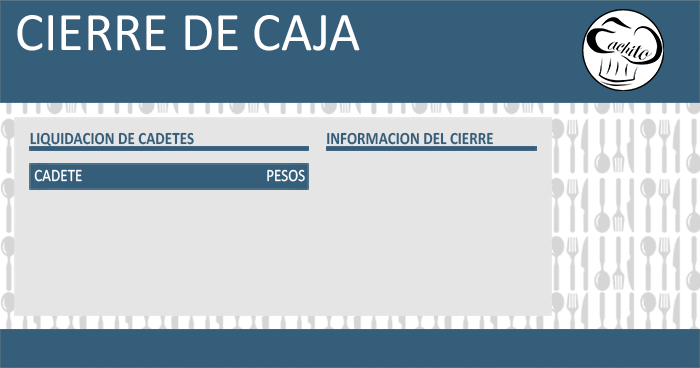 CIERRE DE CAJA
Cachito
LIQUIDACION DE CADETES
INFORMACION DEL CIERRE
CADETE PESOS